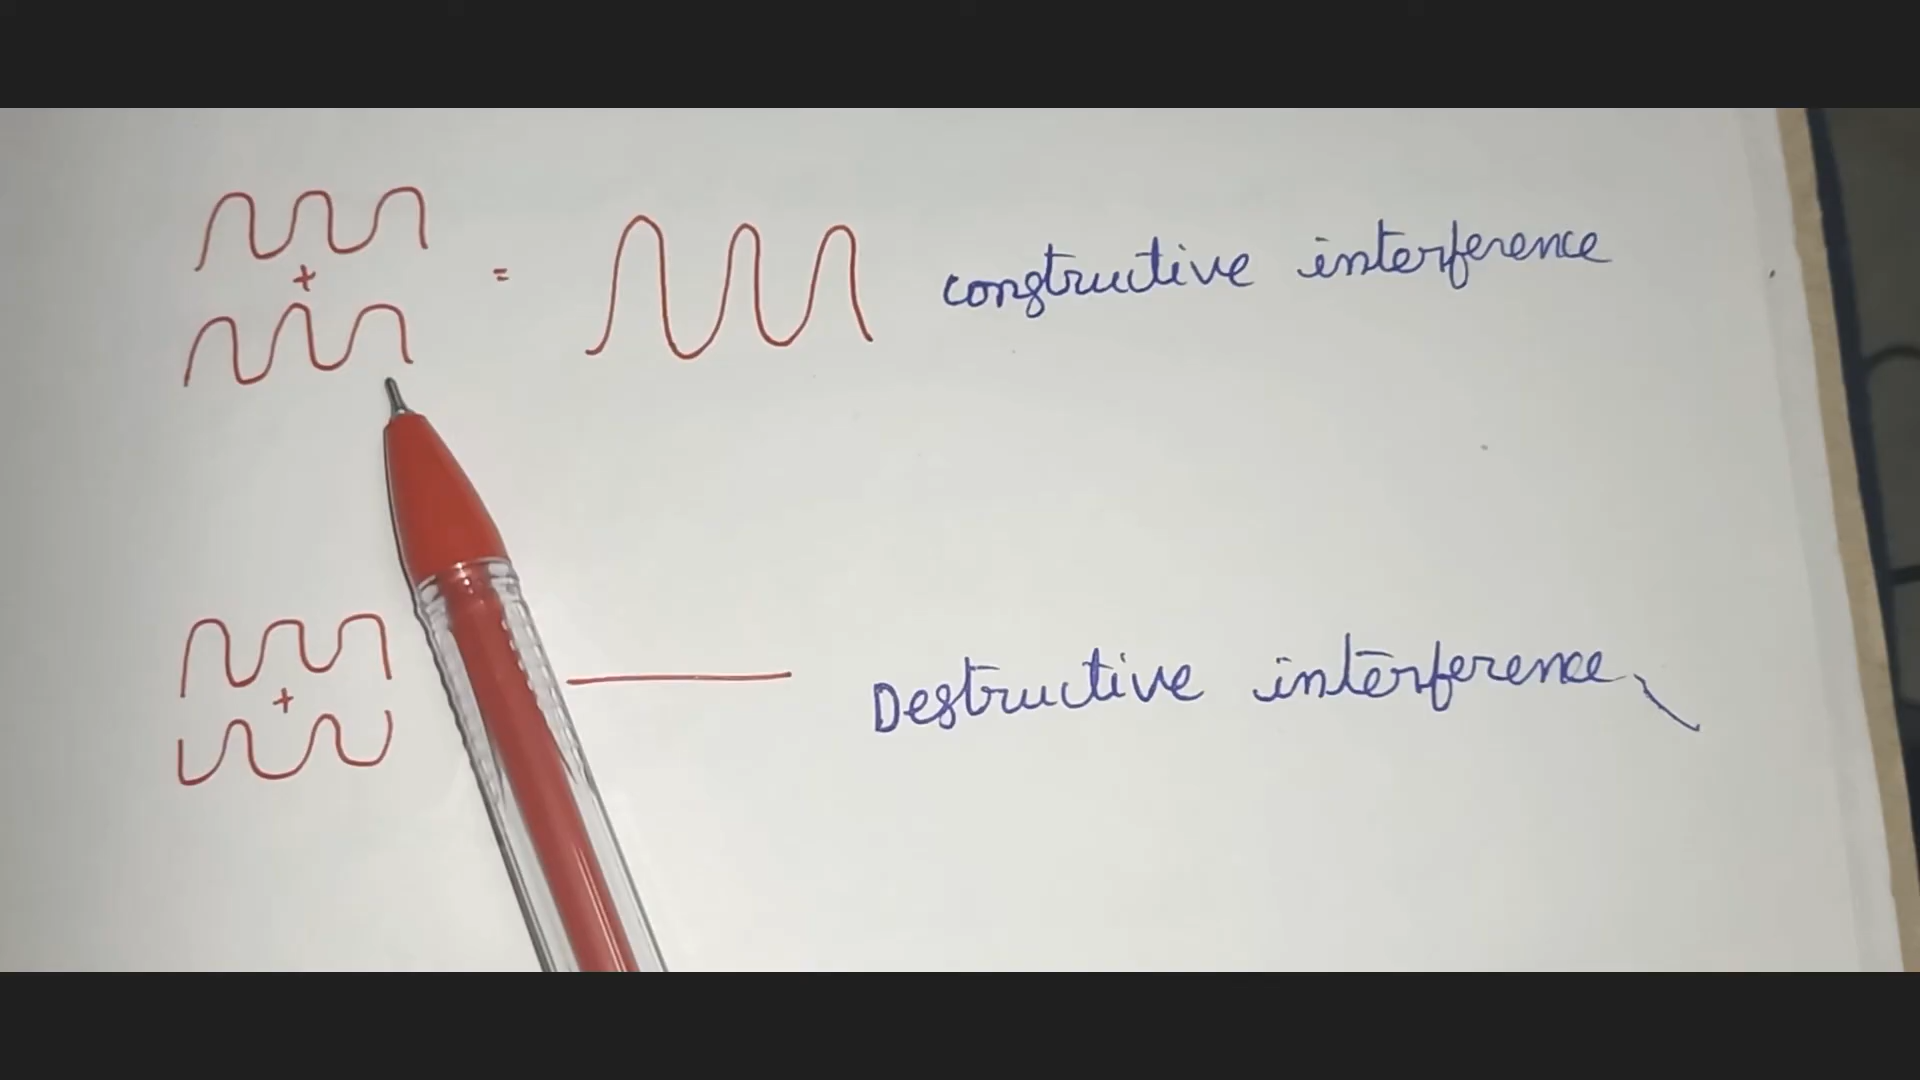 +
= constructive interference
+
Destructive interference